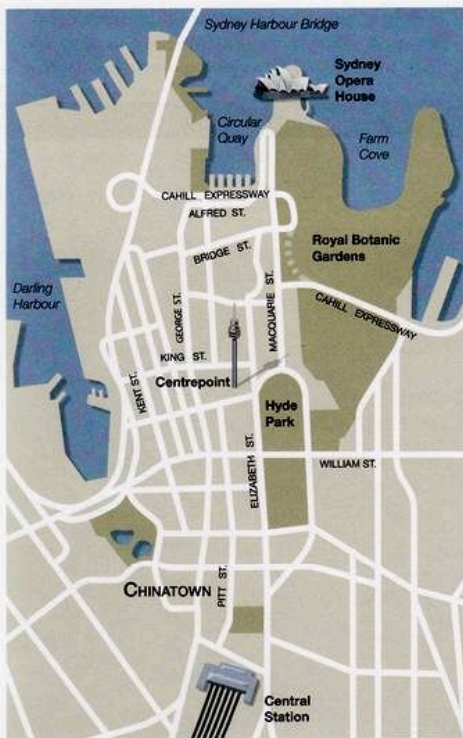 Sydney Harbour Bridge
Sydney
Opera
House
Circular
Quay
Farm
Cove
CAHILL EXPRESSWAY
ALFRED ST.
BRIDGE ST.
Royal Botanic
Gardens
Darling
Harbour
GEORGE ST.
MACQUARIE ST.
CAHILL EXPRESSWAY
KING ST.
Centrepoint
KENT ST.
Hyde
Park
ELIZABETH ST.
WILLIAM ST.
CHINATOWN
PITT ST.
Central
Station